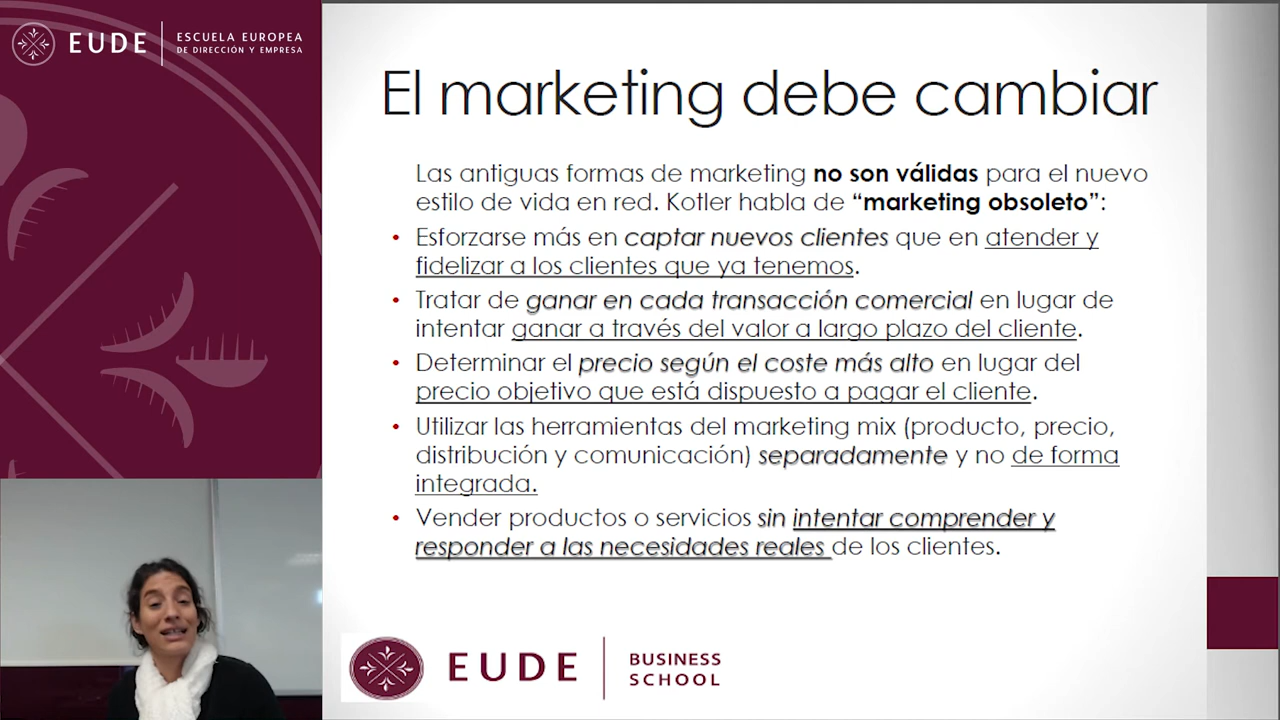 EUDE
ESCUELA EUROPEA
DE DIRECCIÓN Y EMPRESA
El marketing debe cambiar
Las antiguas formas de marketing no son válidas para el nuevo
estilo de vida en red. Kotler habla de “marketing obsoleto”:
• Esforzarse más en captar nuevos clientes que en atender y
fidelizar a los clientes que ya tenemos.
• Tratar de ganar en cada transacción comercial en lugar de
intentar ganar a través del valor a largo plazo del cliente.
• Determinar el precio según el coste más alto en lugar del
precio objetivo que está dispuesto a pagar el cliente.
• Utilizar las herramientas del marketing mix (producto, precio,
distribución y comunicación) separadamente y no de forma
integrada.
• Vender productos o servicios sin intentar comprender y
responder a las necesidades reales de los clientes.
EUDE
BUSINESS
SCHOOL